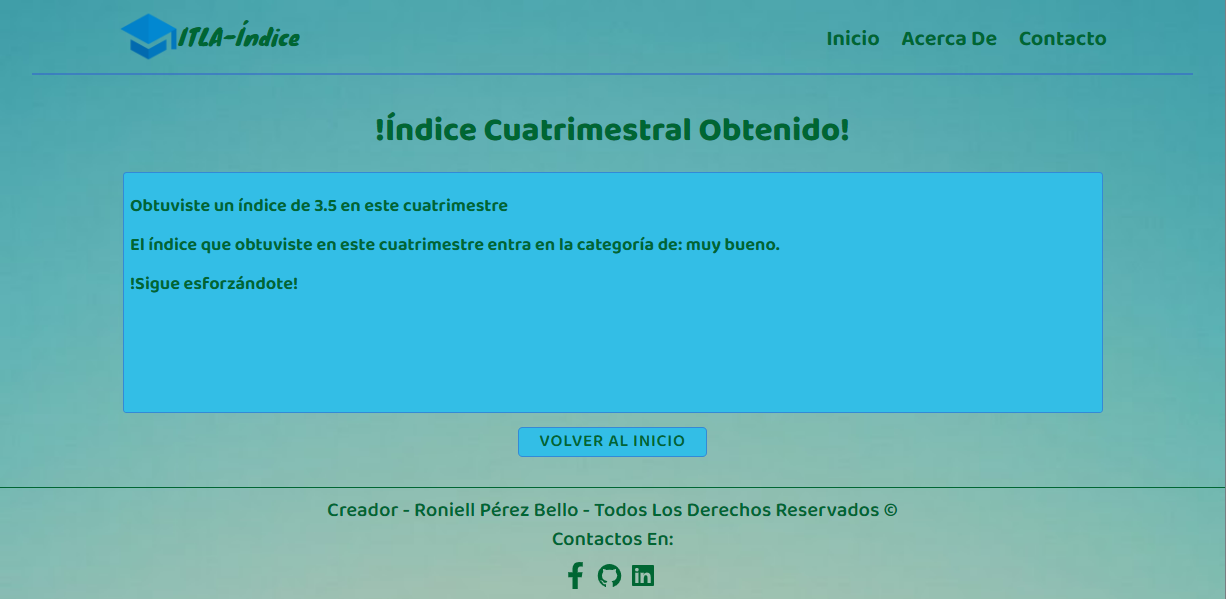 ITLA-Índice
Inicio Acerca De Contacto
!Índice Cuatrimestral Obtenido!
Obtuviste un índice de 3.5 en este cuatrimestre
El índice que obtuviste en este cuatrimestre entra en la categoría de: muy bueno.
!Sigue esforzándote!
VOLVER AL INICIO
Creador - Roniell Pérez Bello - Todos Los Derechos Reservados ©
Contactos En: